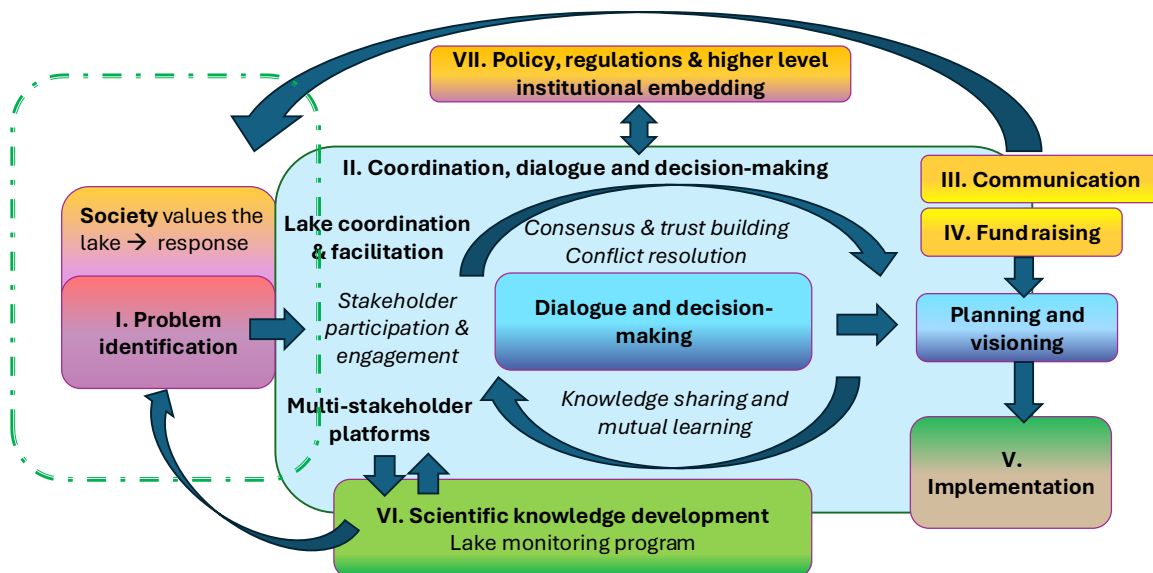 VII. Policy, regulations & higher level
institutional embedding
II. Coordination, dialogue and decision-making
III. Communication
IV. Fund raising
Society values the
lake → response
Lake coordination
& facilitation
Consensus & trust building
Conflict resolution
I. Problem
identification
Stakeholder
participation &
engagement
Dialogue and decision-
making
Planning and
visioning
Multi-stakeholder
platforms
Knowledge sharing and
mutual learning
V.
Implementation
VI. Scientific knowledge development
Lake monitoring program